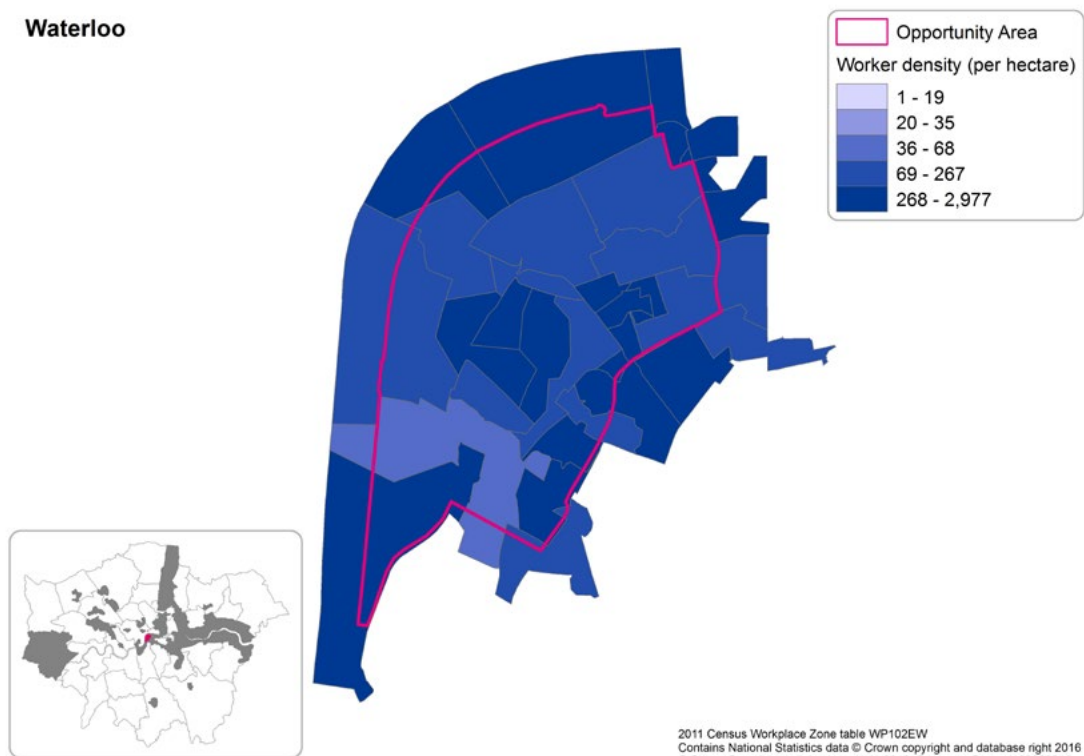 Waterloo
Opportunity Area
Worker density (per hectare)
1 - 19
20 - 35
36 - 68
69 - 267
268 - 2,977
2011 Census Workplace Zone table WP102EW
Contains National Statistics data © Crown copyright and database right 2016